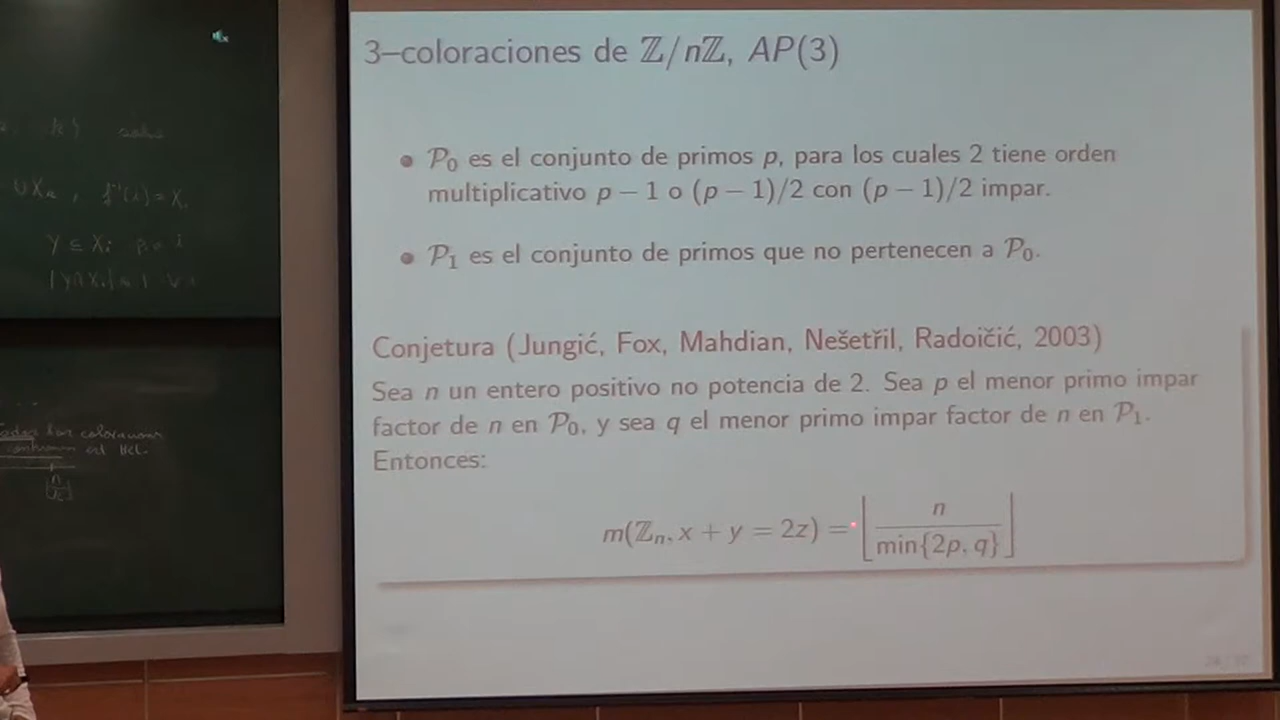 3–coloraciones de ℤ/nℤ, AP(3)
• 𝒫₀ es el conjunto de primos p, para los cuales 2 tiene orden
multiplicativo p − 1 o (p − 1)/2 con (p − 1)/2 impar.
• 𝒫₁ es el conjunto de primos que no pertenecen a 𝒫₀.
Conjetura (Jungić, Fox, Mahdian, Nešetřil, Radoičić, 2003)
Sea n un entero positivo no potencia de 2. Sea p el menor primo impar
factor de n en 𝒫₀, y sea q el menor primo impar factor de n en 𝒫₁.
Entonces:
m(ℤₙ, x + y = 2z) = ⌊ n / min{2p, q} ⌋